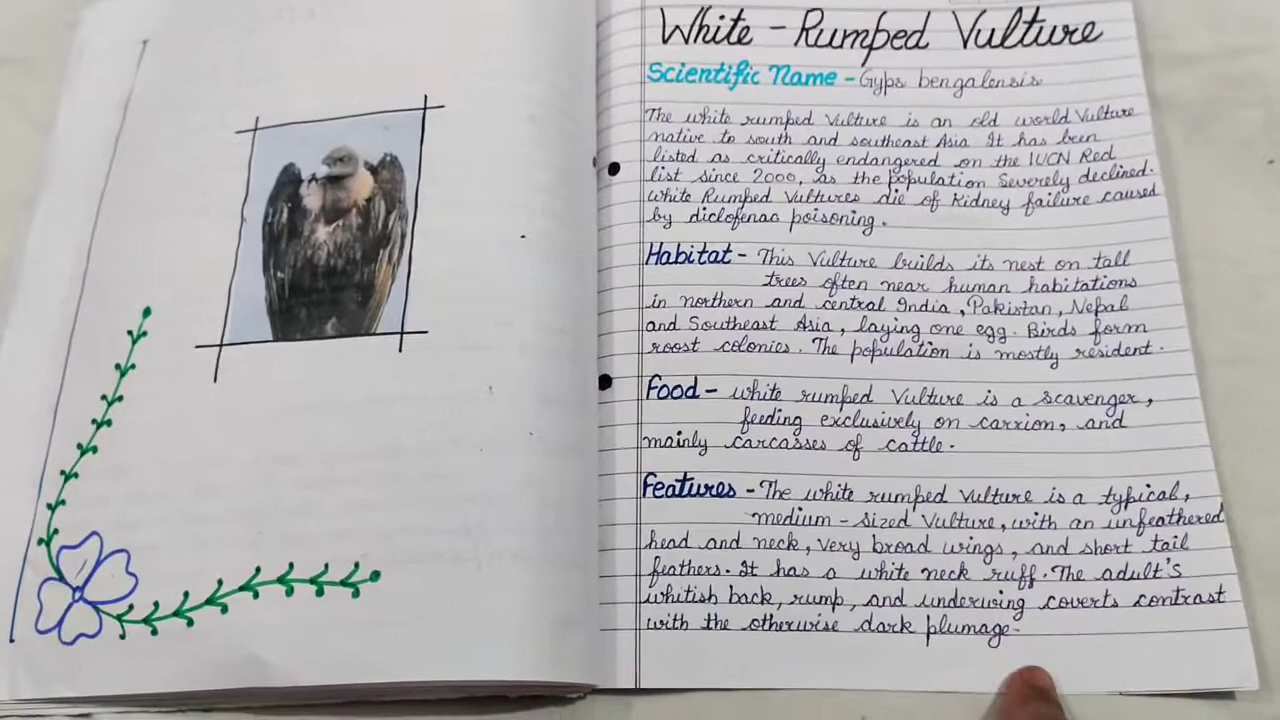 White - Rumped Vulture
Scientific Name - Gyps bengalensis
The white rumped Vulture is an old world Vulture
native to south and southeast Asia It has been
listed as critically endangered on the IUCN Red
list since 2000, as the population Severely declined.
White Rumped Vultures die of Kidney failure caused
by diclofenac poisoning.
Habitat - This Vulture builds its nest on tall
trees often near human habitations
in northern and central India, Pakistan, Nepal
and Southeast Asia, laying one egg. Birds form
roost colonies. The population is mostly resident.
Food - white rumped Vulture is a scavenger,
feeding exclusively on carrion, and
mainly carcasses of cattle.
Features - The white rumped Vulture is a typical,
medium - sized Vulture, with an unfeathered
head and neck, very broad wings, and short tail
feathers. It has a white neck ruff. The adult's
whitish back, rump, and underwing coverts contrast
with the otherwise dark plumage.